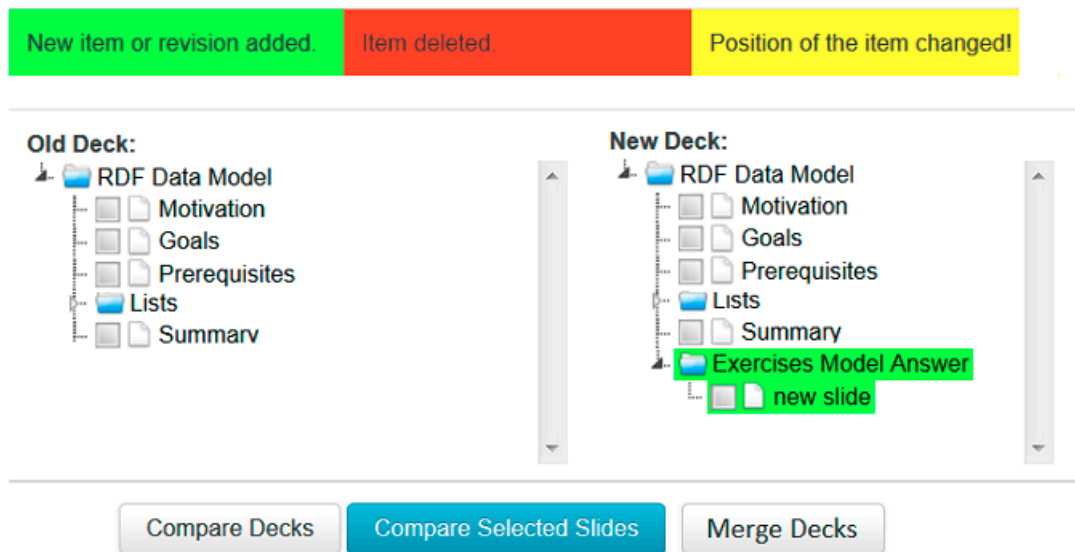 New item or revision added. Item deleted. Position of the item changed!
Old Deck:
RDF Data Model
Motivation
Goals
Prerequisites
Lists
Summary
New Deck:
RDF Data Model
Motivation
Goals
Prerequisites
Lists
Summary
Exercises Model Answer
new slide
Compare Decks Compare Selected Slides Merge Decks